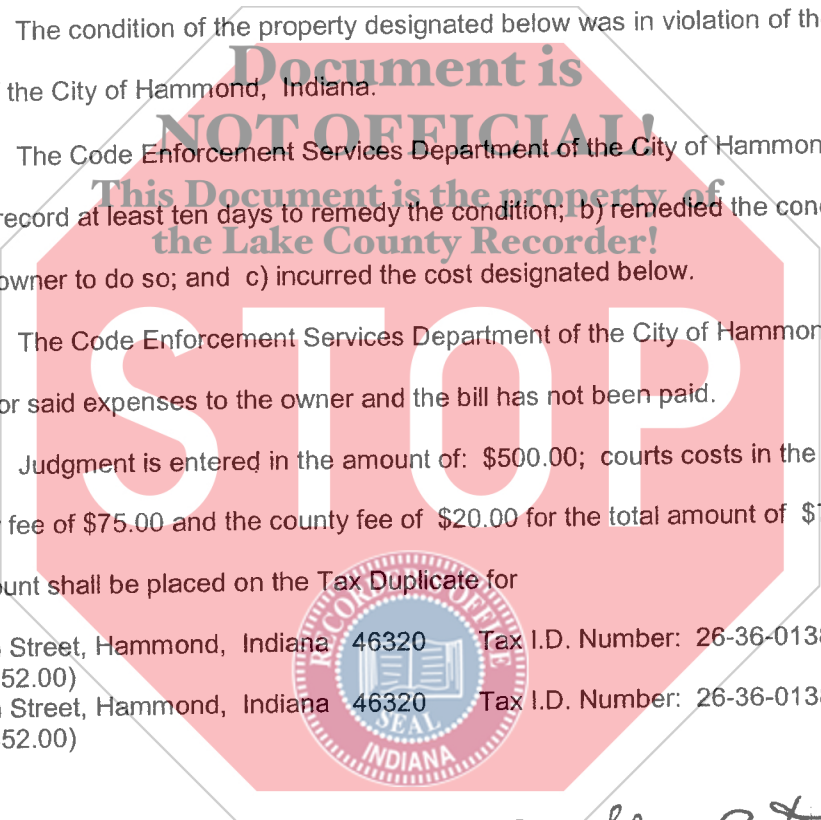 The condition of the property designated below was in violation of th
Document is
the City of Hammond, Indiana.
NOT OFFICIAL!
The Code Enforcement Services Department of the City of Hammon
This Document is the property of
record at least ten days to remedy the condition; b) remedied the con
the Lake County Recorder!
owner to do so; and c) incurred the cost designated below.
STOP
The Code Enforcement Services Department of the City of Hammon
or said expenses to the owner and the bill has not been paid.
Judgment is entered in the amount of: $500.00; courts costs in the
fee of $75.00 and the county fee of $20.00 for the total amount of $
unt shall be placed on the Tax Duplicate for
RECORDER'S OFFICE
Street, Hammond, Indiana 46320 Tax I.D. Number: 26-36-013
52.00)
Street, Hammond, Indiana 46320 Tax I.D. Number: 26-36-013
52.00)
SEAL
INDIANA